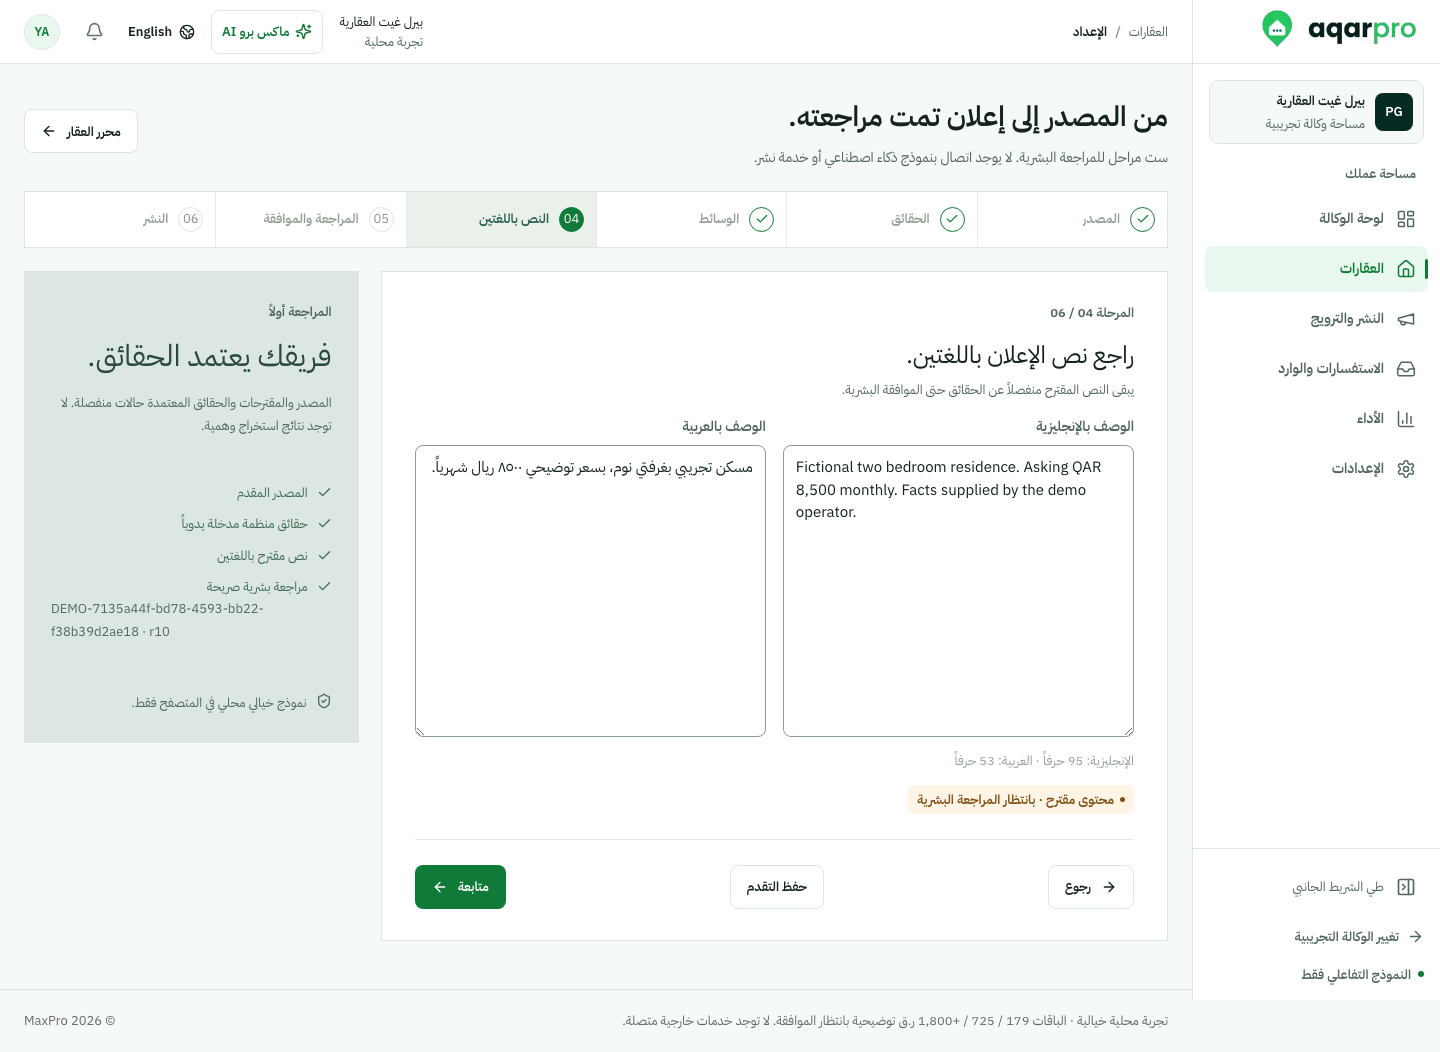 aqarpro
العقارات / الإعداد
بيرل غيت العقارية
تجربة محلية
ماكس برو AI
English
YA
PG
بيرل غيت العقارية
مساحة وكالة تجريبية
مساحة عملك
لوحة الوكالة
العقارات
النشر والترويج
الاستفسارات والوارد
الأداء
الإعدادات
طي الشريط الجانبي
تغيير الوكالة التجريبية
النموذج التفاعلي فقط
من المصدر إلى إعلان تمت مراجعته.
ست مراحل للمراجعة البشرية. لا يوجد اتصال بنموذج ذكاء اصطناعي أو خدمة نشر.
محرر العقار
المصدر
الحقائق
الوسائط
04 النص باللغتين
05 المراجعة والموافقة
06 النشر
المرحلة 04 / 06
راجع نص الإعلان باللغتين.
يبقى النص المقترح منفصلاً عن الحقائق حتى الموافقة البشرية.
الوصف بالإنجليزية
Fictional two bedroom residence. Asking QAR
8,500 monthly. Facts supplied by the demo
operator.
الوصف بالعربية
مسكن تجريبي بغرفتي نوم، بسعر توضيحي ٨٥٠٠ ريال شهرياً.
الإنجليزية: 95 حرفاً · العربية: 53 حرفاً
محتوى مقترح · بانتظار المراجعة البشرية
رجوع
حفظ التقدم
متابعة
المراجعة أولاً
فريقك يعتمد الحقائق.
المصدر والمقترحات والحقائق المعتمدة حالات منفصلة. لا
توجد نتائج استخراج وهمية.
المصدر المقدم
حقائق منظمة مدخلة يدوياً
نص مقترح باللغتين
مراجعة بشرية صريحة
DEMO-7135a44f-bd78-4593-bb22-
f38b39d2ae18 · r10
نموذج خيالي محلي في المتصفح فقط.
تجربة محلية خيالية · الباقات 179 / 725 / +1,800 ر.ق توضيحية بانتظار الموافقة. لا توجد خدمات خارجية متصلة.
© 2026 MaxPro